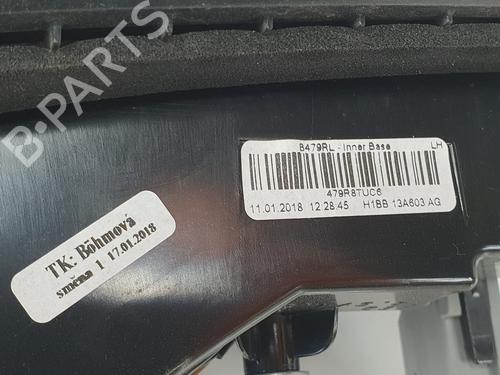 B-PARTS
B479RL - Inner Base LH
479R8TUC6
11.01.2018 12:28:45 H1BB 13A603 AG
TK: Böhmová
směna 1 17.01.2018